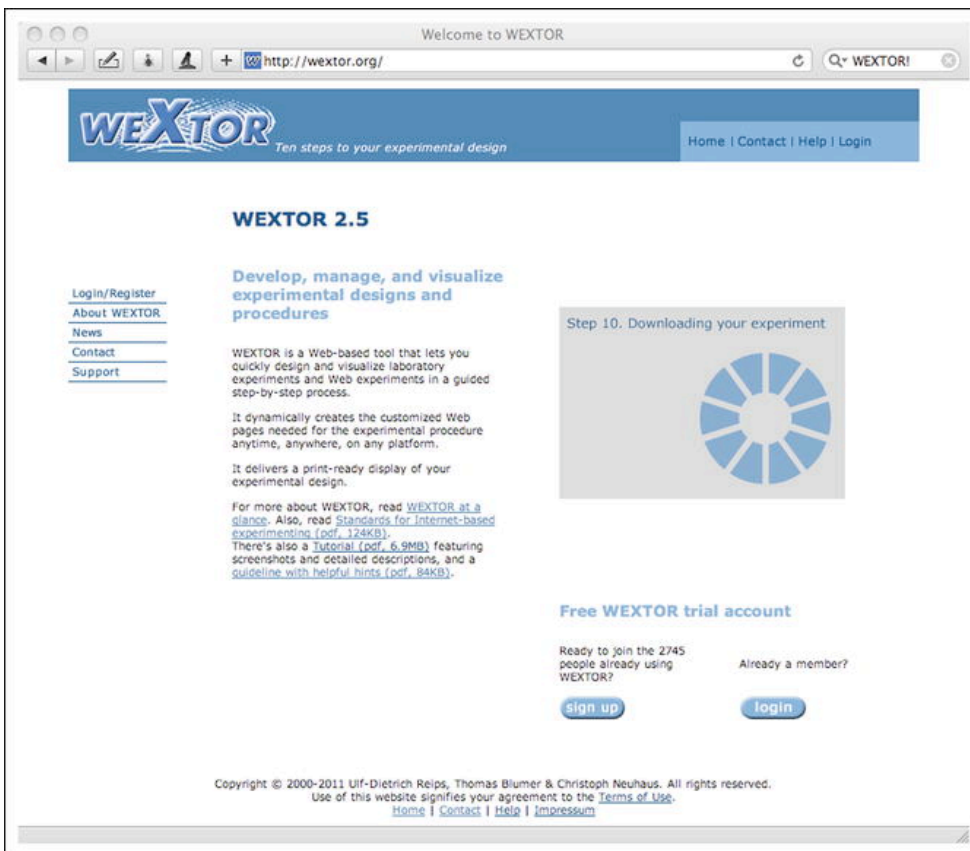 Welcome to WEXTOR
http://wextor.org/
WEXTOR!
WEXTOR
Ten steps to your experimental design
Home | Contact | Help | Login
WEXTOR 2.5
Develop, manage, and visualize
experimental designs and
procedures
Login/Register
About WEXTOR
News
Contact
Support
WEXTOR is a Web-based tool that lets you
quickly design and visualize laboratory
experiments and Web experiments in a guided
step-by-step process.
It dynamically creates the customized Web
pages needed for the experimental procedure
anytime, anywhere, on any platform.
It delivers a print-ready display of your
experimental design.
For more about WEXTOR, read WEXTOR at a
glance. Also, read Standards for Internet-based
experimenting (pdf, 124KB).
There's also a Tutorial (pdf, 6.9MB) featuring
screenshots and detailed descriptions, and a
guideline with helpful hints (pdf, 84KB).
Step 10. Downloading your experiment
Free WEXTOR trial account
Ready to join the 2745
people already using
WEXTOR?
sign up
Already a member?
login
Copyright © 2000-2011 Ulf-Dietrich Reips, Thomas Blumer & Christoph Neuhaus. All rights reserved.
Use of this website signifies your agreement to the Terms of Use.
Home | Contact | Help | Impressum